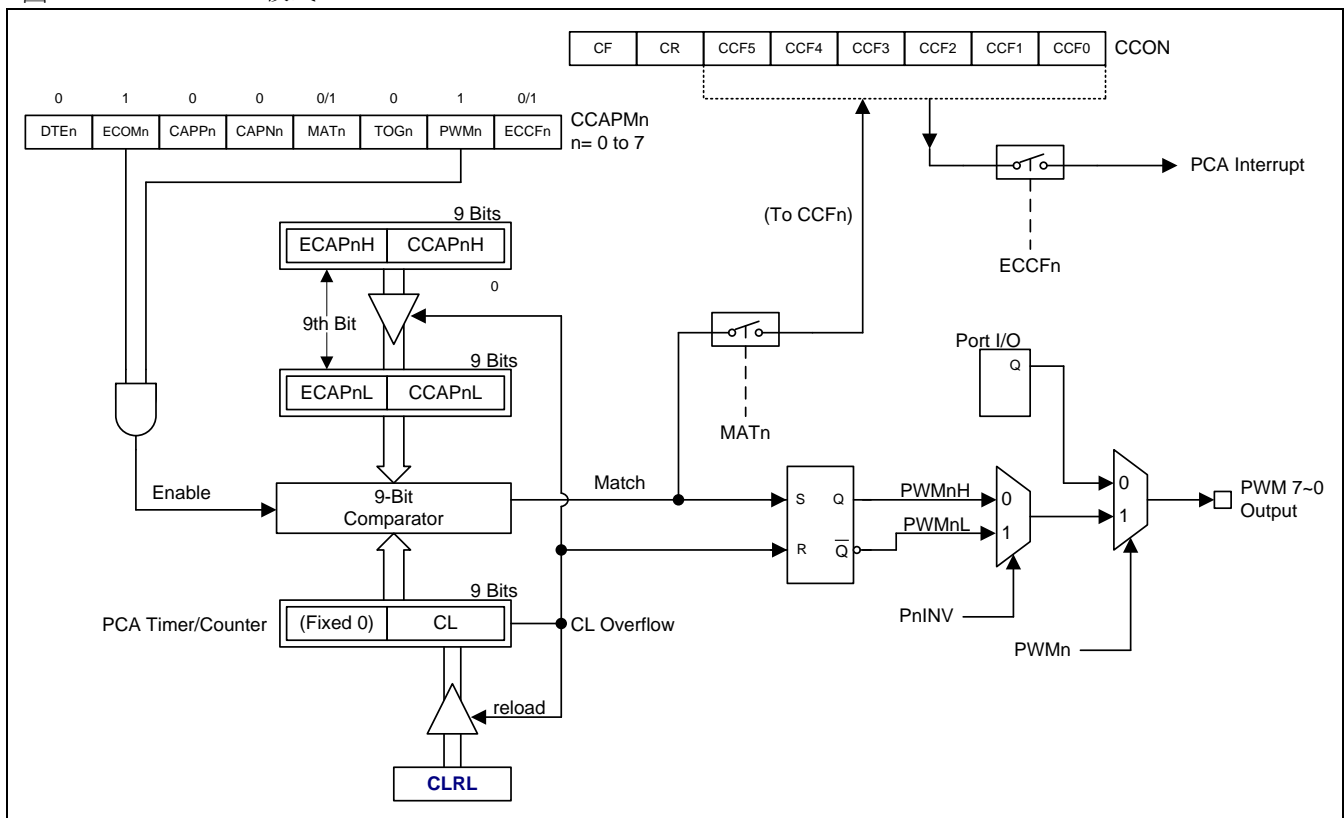 圖
CF CR CCF5 CCF4 CCF3 CCF2 CCF1 CCF0 CCON
0 1 0 0 0/1 0 1 0/1
DTEn ECOMn CAPPn CAPNn MATn TOGn PWMn ECCFn
CCAPMn
n= 0 to 7
PCA Interrupt
(To CCFn)
ECCFn
9 Bits
ECAPnH CCAPnH
0
9th Bit
9 Bits
ECAPnL CCAPnL
MATn
Port I/O
Q
Enable
9-Bit
Comparator
Match
S Q
R Q
PWMnH
PWMnL
0
1
0
1
PWM 7~0
Output
9 Bits
PCA Timer/Counter
(Fixed 0) CL
CL Overflow
PnINV
PWMn
reload
CLRL